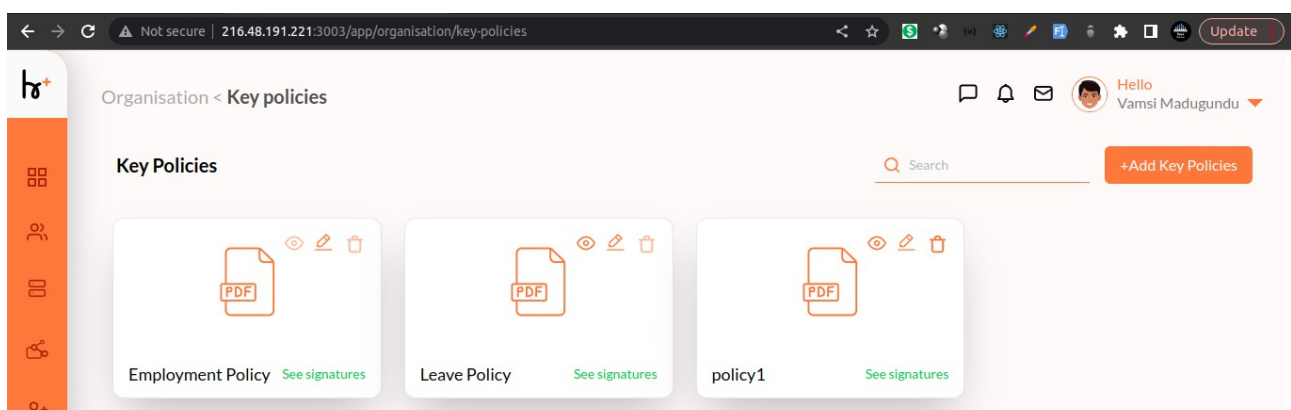 Not secure | 216.48.191.221:3003/app/organisation/key-policies
Update
hr+
Organisation < Key policies
Hello
Vamsi Madugundu
Key Policies
Search
+Add Key Policies
PDF
PDF
PDF
Employment Policy See signatures
Leave Policy See signatures
policy1 See signatures